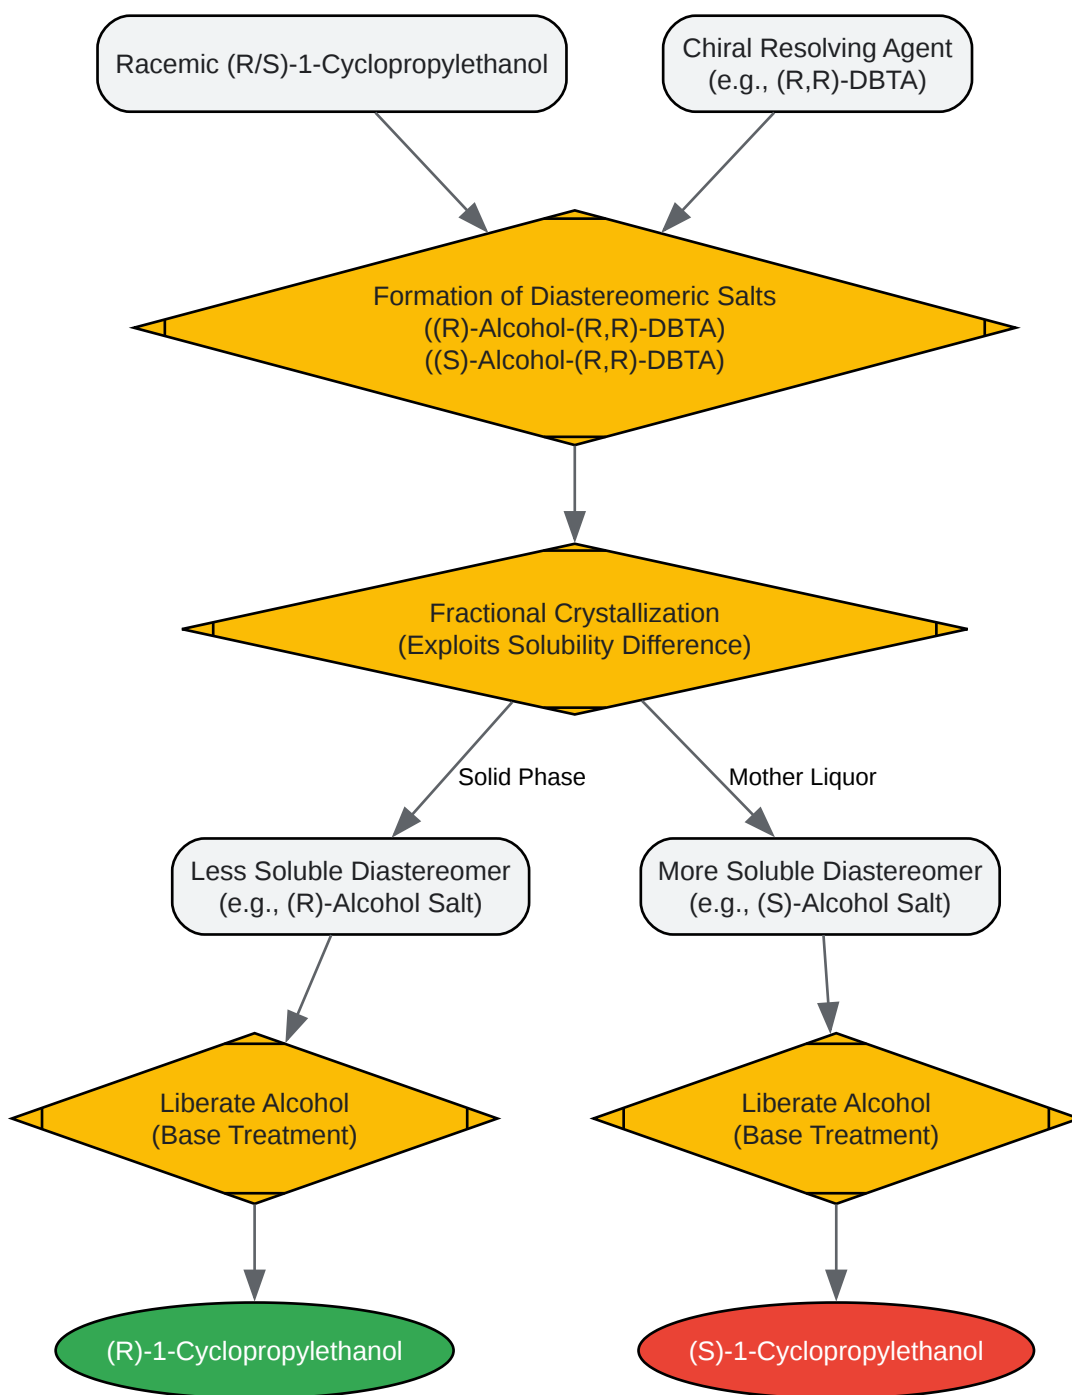 Racemic (R/S)-1-Cyclopropylethanol
Chiral Resolving Agent
(e.g., (R,R)-DBTA)
Formation of Diastereomeric Salts
((R)-Alcohol-(R,R)-DBTA)
((S)-Alcohol-(R,R)-DBTA)
Fractional Crystallization
(Exploits Solubility Difference)
Solid Phase
Mother Liquor
Less Soluble Diastereomer
(e.g., (R)-Alcohol Salt)
More Soluble Diastereomer
(e.g., (S)-Alcohol Salt)
Liberate Alcohol
(Base Treatment)
Liberate Alcohol
(Base Treatment)
(R)-1-Cyclopropylethanol
(S)-1-Cyclopropylethanol